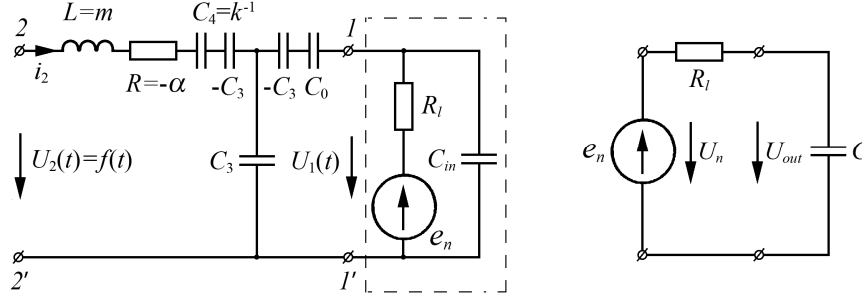 L=m
C₄=k⁻¹
2
i₂
R=-α
-C₃
-C₃
C₀
1
Rₗ
U₂(t)=f(t)
C₃
U₁(t)
Cᵢₙ
eₙ
2'
1'
Rₗ
eₙ
Uₙ
Uₒᵤₜ
C